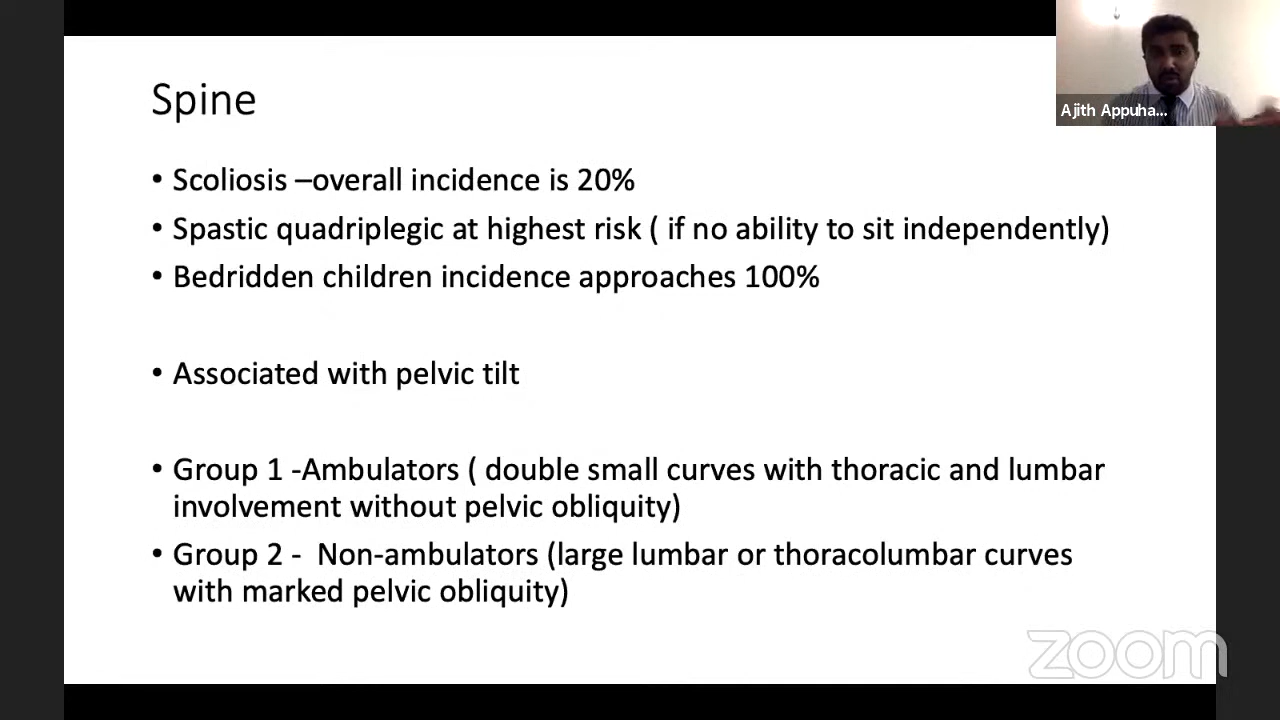 Spine
Ajith Appuha...
• Scoliosis –overall incidence is 20%
• Spastic quadriplegic at highest risk ( if no ability to sit independently)
• Bedridden children incidence approaches 100%
• Associated with pelvic tilt
• Group 1 -Ambulators ( double small curves with thoracic and lumbar
involvement without pelvic obliquity)
• Group 2 -  Non-ambulators (large lumbar or thoracolumbar curves
with marked pelvic obliquity)
zoom